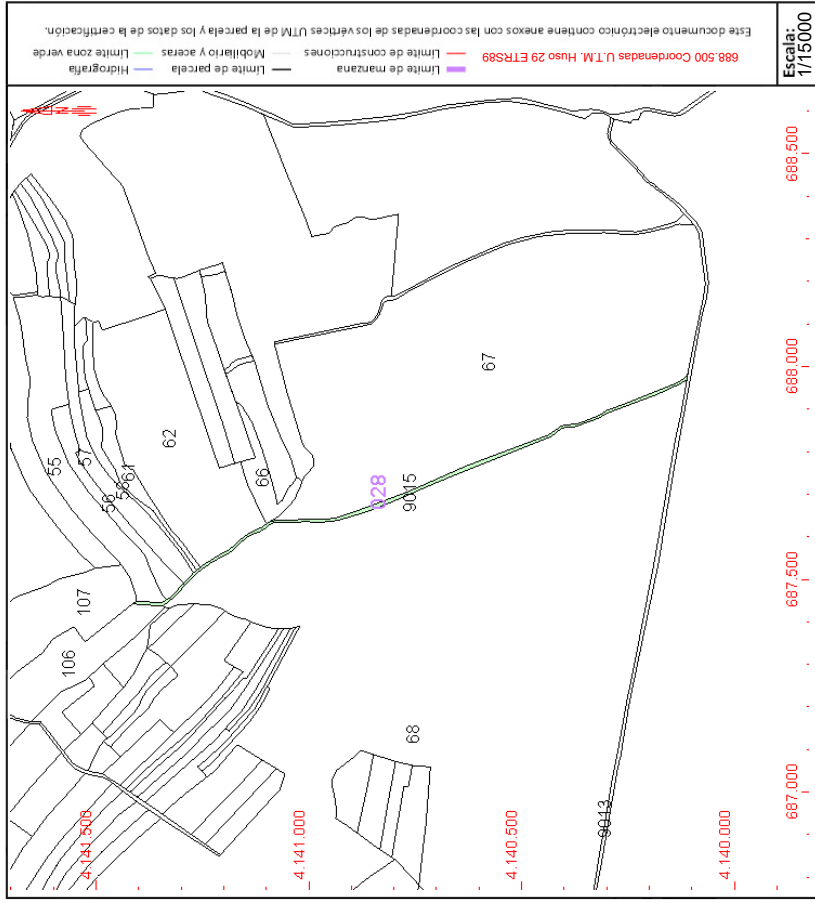 Este documento electrónico contiene anexos con las coordenadas de los vértices UTM de la parcela y los datos de la certificación.
688.500 Coordenadas U.T.M. Huso 29 ETRS89
Límite de manzana
Límite de parcela
Hidrografía
Límite de construcciones
Mobiliario y aceras
Límite zona verde
Escala:
1/15000
688.500
688.000
687.500
687.000
4.141.500
4.141.000
4.140.500
4.140.000
55
57
56
58
61
62
66
67
028
9015
107
106
68
9013